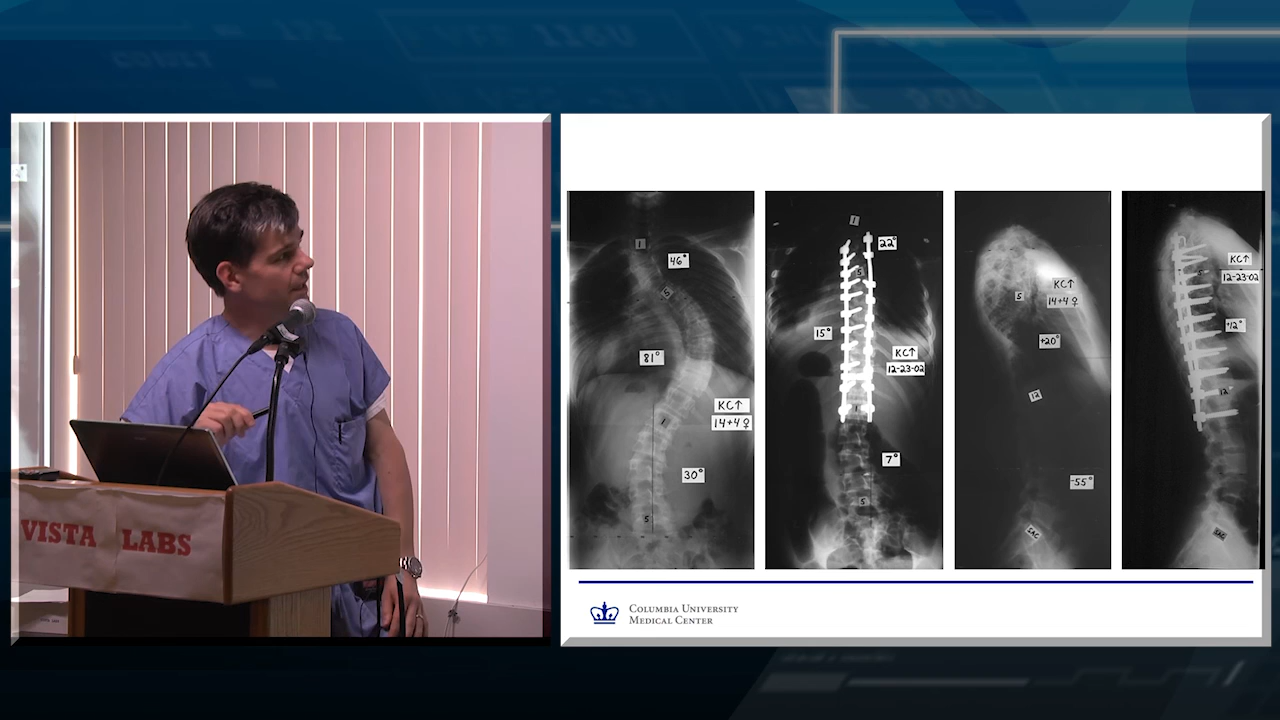 VISTA LABS
1
46°
5
81°
KC↑
14+4♀
1
30°
5
1
22°
5
15°
KC↑
12-23-02
1
7°
5
KC↑
14+4♀
5
+20°
12
-55°
SAC
KC↑
12-23-02
5
+12°
12
SAC
COLUMBIA UNIVERSITY
MEDICAL CENTER